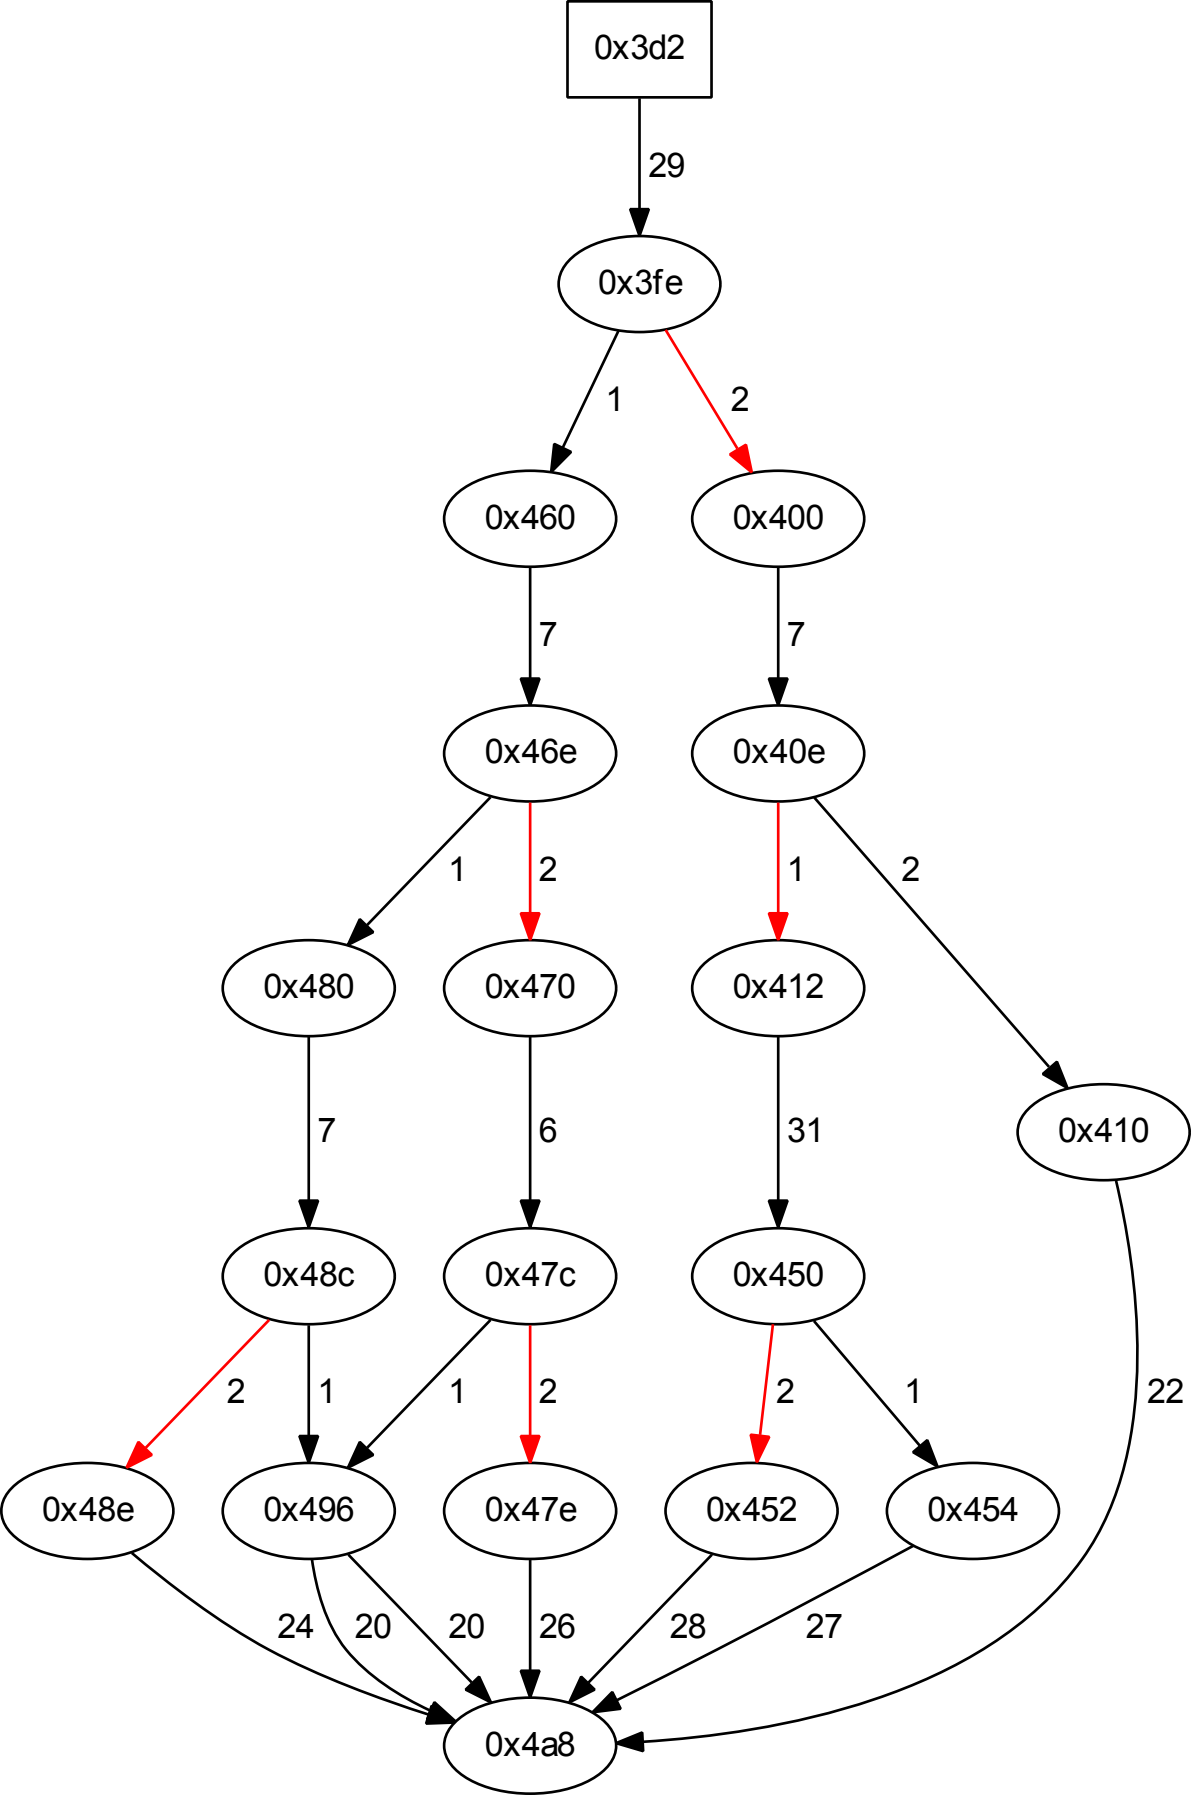 0x3d2
29
0x3fe
1 2
0x460 0x400
7 7
0x46e 0x40e
1 2 1 2
0x480 0x470 0x412
7 6 31 0x410
0x48c 0x47c 0x450
2 1 1 2 2 1 22
0x48e 0x496 0x47e 0x452 0x454
24 20 20 26 28 27
0x4a8